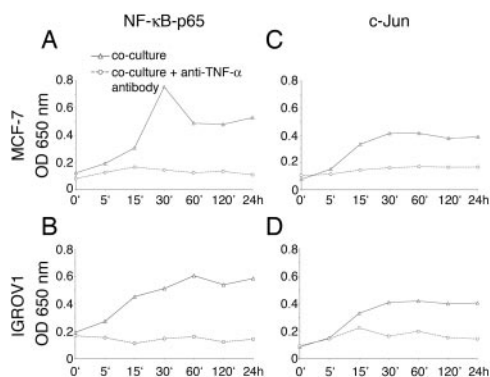 NF-κB-p65
c-Jun
A
co-culture
co-culture + anti-TNF-α
antibody
MCF-7
OD 650 nm
0.8
0.6
0.4
0.2
0
0' 5' 15' 30' 60' 120' 24h
C
0.8
0.6
0.4
0.2
0
0' 5' 15' 30' 60' 120' 24h
B
IGROV1
OD 650 nm
0.8
0.6
0.4
0.2
0
0' 5' 15' 30' 60' 120' 24h
D
0.8
0.6
0.4
0.2
0
0' 5' 15' 30' 60' 120' 24h